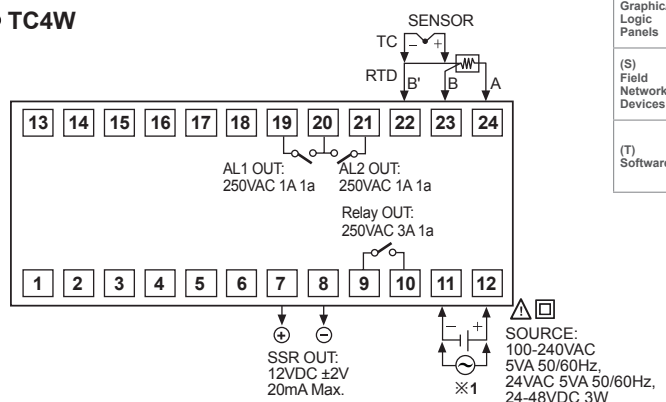 TC4W
SENSOR
TC
− +
RTD
B' B A
13 14 15 16 17 18 19 20 21 22 23 24
AL1 OUT:
250VAC 1A 1a
AL2 OUT:
250VAC 1A 1a
Relay OUT:
250VAC 3A 1a
1 2 3 4 5 6 7 8 9 10 11 12
+ −
SSR OUT:
12VDC ±2V
20mA Max.
− +
※1
SOURCE:
100-240VAC
5VA 50/60Hz,
24VAC 5VA 50/60Hz,
24-48VDC 3W
Logic
Panels
(S)
Field
Network
Devices
(T)